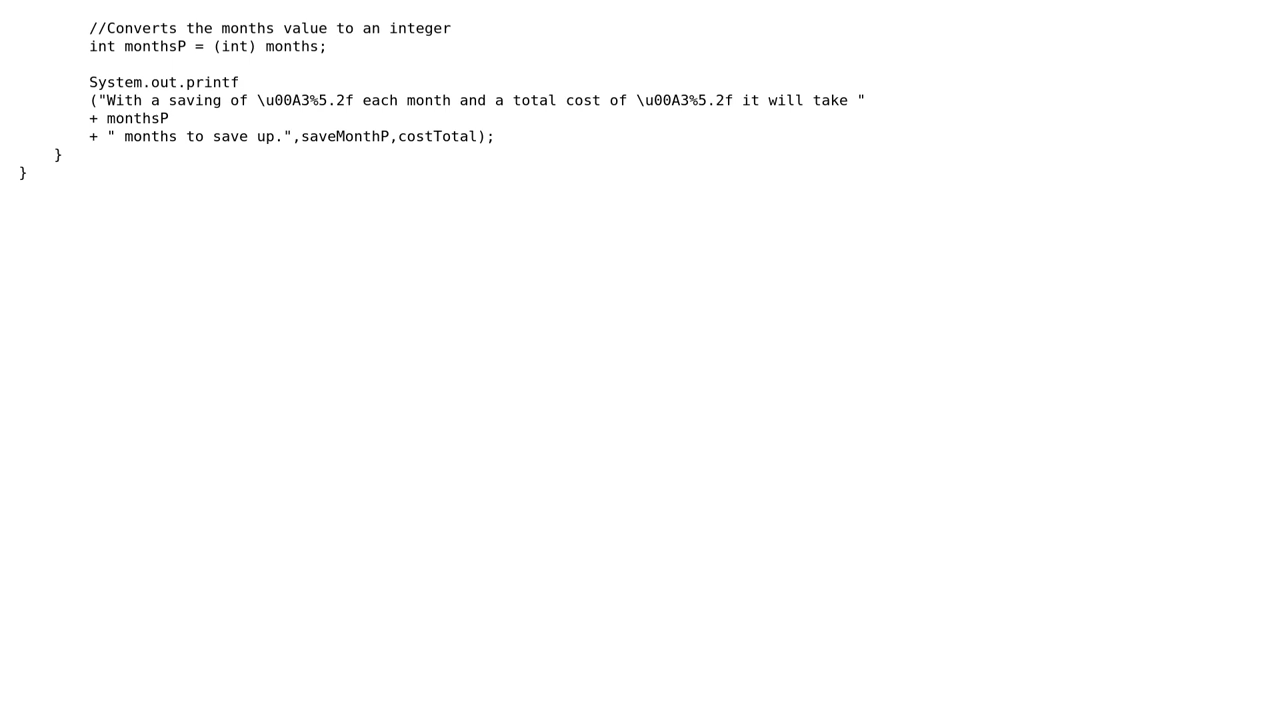 //Converts the months value to an integer
int monthsP = (int) months;
System.out.printf
("With a saving of \u00A3%5.2f each month and a total cost of \u00A3%5.2f it will take "
+ monthsP
+ " months to save up.",saveMonthP,costTotal);
}
}